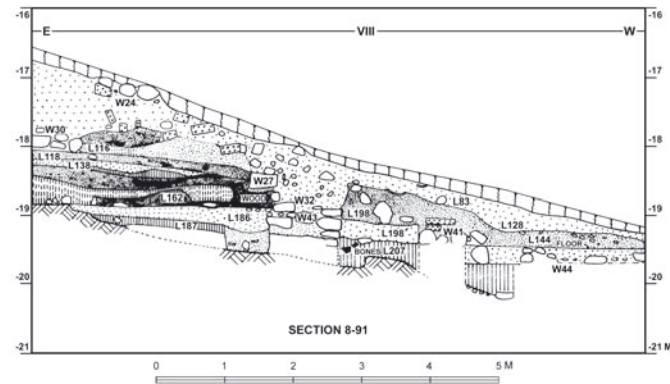 -16 -16
E VIII W
-17 -17
W24
W30
-18 L116 -18
L118
L138
W27
L162 WOOD W32 L198 L83
-19 L186 W43 -19
L187 L198 W41 L128
L144 FLOOR
BONES L207
W44
-20 -20
SECTION 8-91
-21 -21 M
0 1 2 3 4 5 M